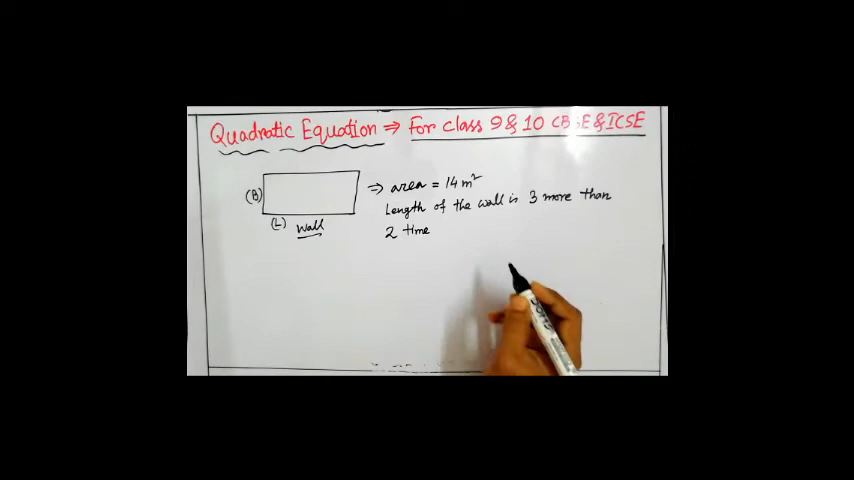 Quadratic Equation ⇒ For Class 9 & 10 CBSE & ICSE
(B)
⇒ area = 14 m²
Length of the wall is 3 more than
(L) Wall
2 time